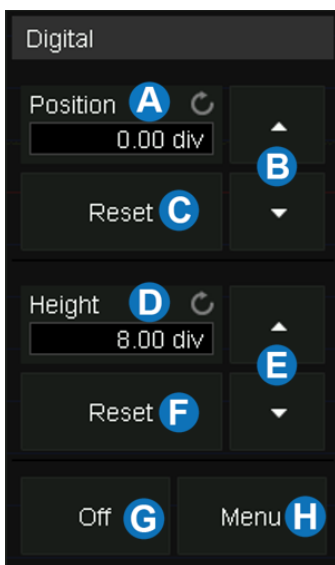 Digital
Position A
0.00 div
B
Reset C
Height D
8.00 div
E
Reset F
Off G
Menu H